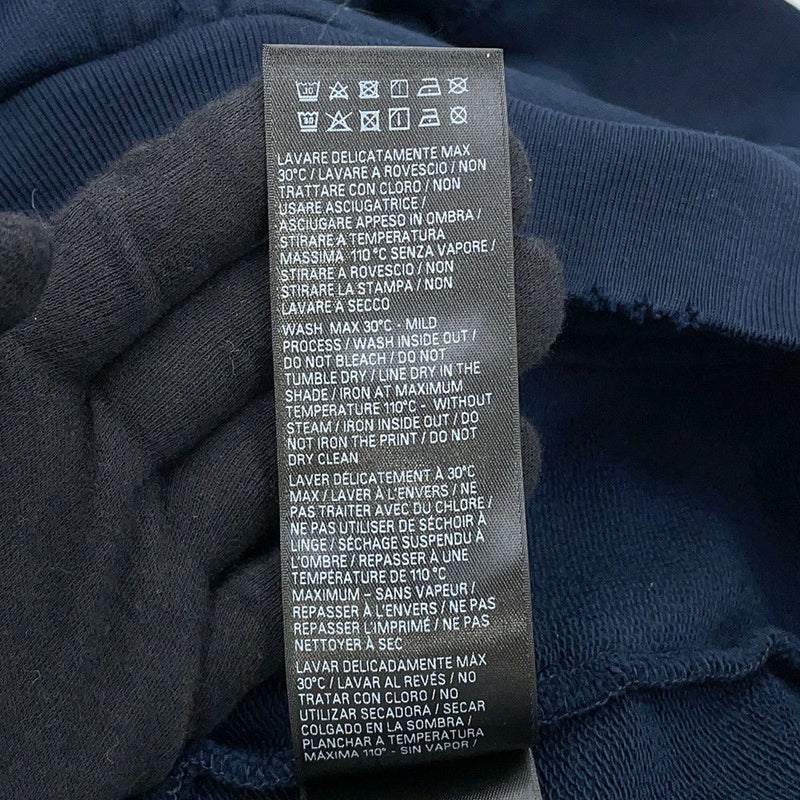 LAVARE DELICATAMENTE MAX
30°C / LAVARE A ROVESCIO / NON
TRATTARE CON CLORO / NON
USARE ASCIUGATRICE /
ASCIUGARE APPESO IN OMBRA /
STIRARE A TEMPERATURA
MASSIMA 110 °C SENZA VAPORE /
STIRARE A ROVESCIO / NON
STIRARE LA STAMPA / NON
LAVARE A SECCO
WASH MAX 30°C - MILD
PROCESS / WASH INSIDE OUT /
DO NOT BLEACH / DO NOT
TUMBLE DRY / LINE DRY IN THE
SHADE / IRON AT MAXIMUM
TEMPERATURE 110°C - WITHOUT
STEAM / IRON INSIDE OUT / DO
NOT IRON THE PRINT / DO NOT
DRY CLEAN
LAVER DÉLICATEMENT À 30°C
MAX / LAVER À L'ENVERS / NE
PAS TRAITER AVEC DU CHLORE /
NE PAS UTILISER DE SÉCHOIR À
LINGE / SÉCHAGE SUSPENDU À
L'OMBRE / REPASSER À UNE
TEMPÉRATURE DE 110 °C
MAXIMUM - SANS VAPEUR /
REPASSER À L'ENVERS / NE PAS
REPASSER L'IMPRIMÉ / NE PAS
NETTOYER À SEC
LAVAR DELICADAMENTE MÁX
30°C / LAVAR AL REVÉS / NO
TRATAR CON CLORO / NO
UTILIZAR SECADORA / SECAR
COLGADO EN LA SOMBRA /
PLANCHAR A TEMPERATURA
MÁXIMA 110° - SIN VAPOR /